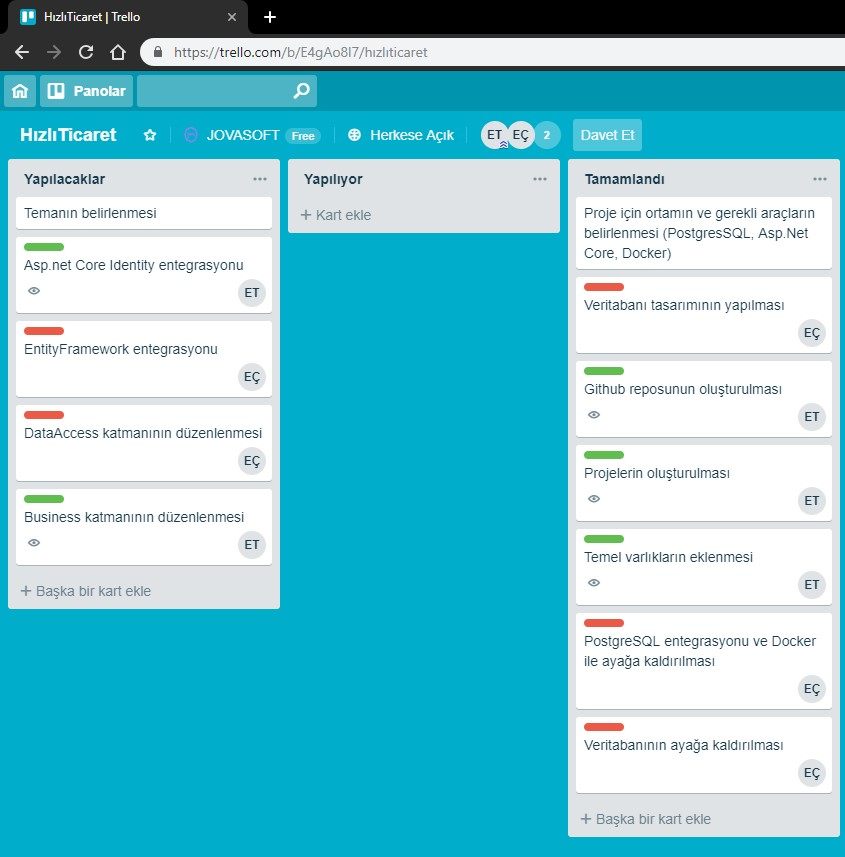 HızlıTicaret | Trello
https://trello.com/b/E4gAo8I7/hızlıticaret
Panolar
HızlıTicaret
JOVASOFT Free
Herkese Açık
ET EÇ 2
Davet Et
Yapılacaklar
Temanın belirlenmesi
Asp.net Core Identity entegrasyonu
ET
EntityFramework entegrasyonu
EÇ
DataAccess katmanının düzenlenmesi
EÇ
Business katmanının düzenlenmesi
ET
+ Başka bir kart ekle
Yapılıyor
+ Kart ekle
Tamamlandı
Proje için ortamın ve gerekli araçların
belirlenmesi (PostgresSQL, Asp.Net
Core, Docker)
Veritabanı tasarımının yapılması
EÇ
Github reposunun oluşturulması
ET
Projelerin oluşturulması
ET
Temel varlıkların eklenmesi
ET
PostgreSQL entegrasyonu ve Docker
ile ayağa kaldırılması
EÇ
Veritabanının ayağa kaldırılması
EÇ
+ Başka bir kart ekle